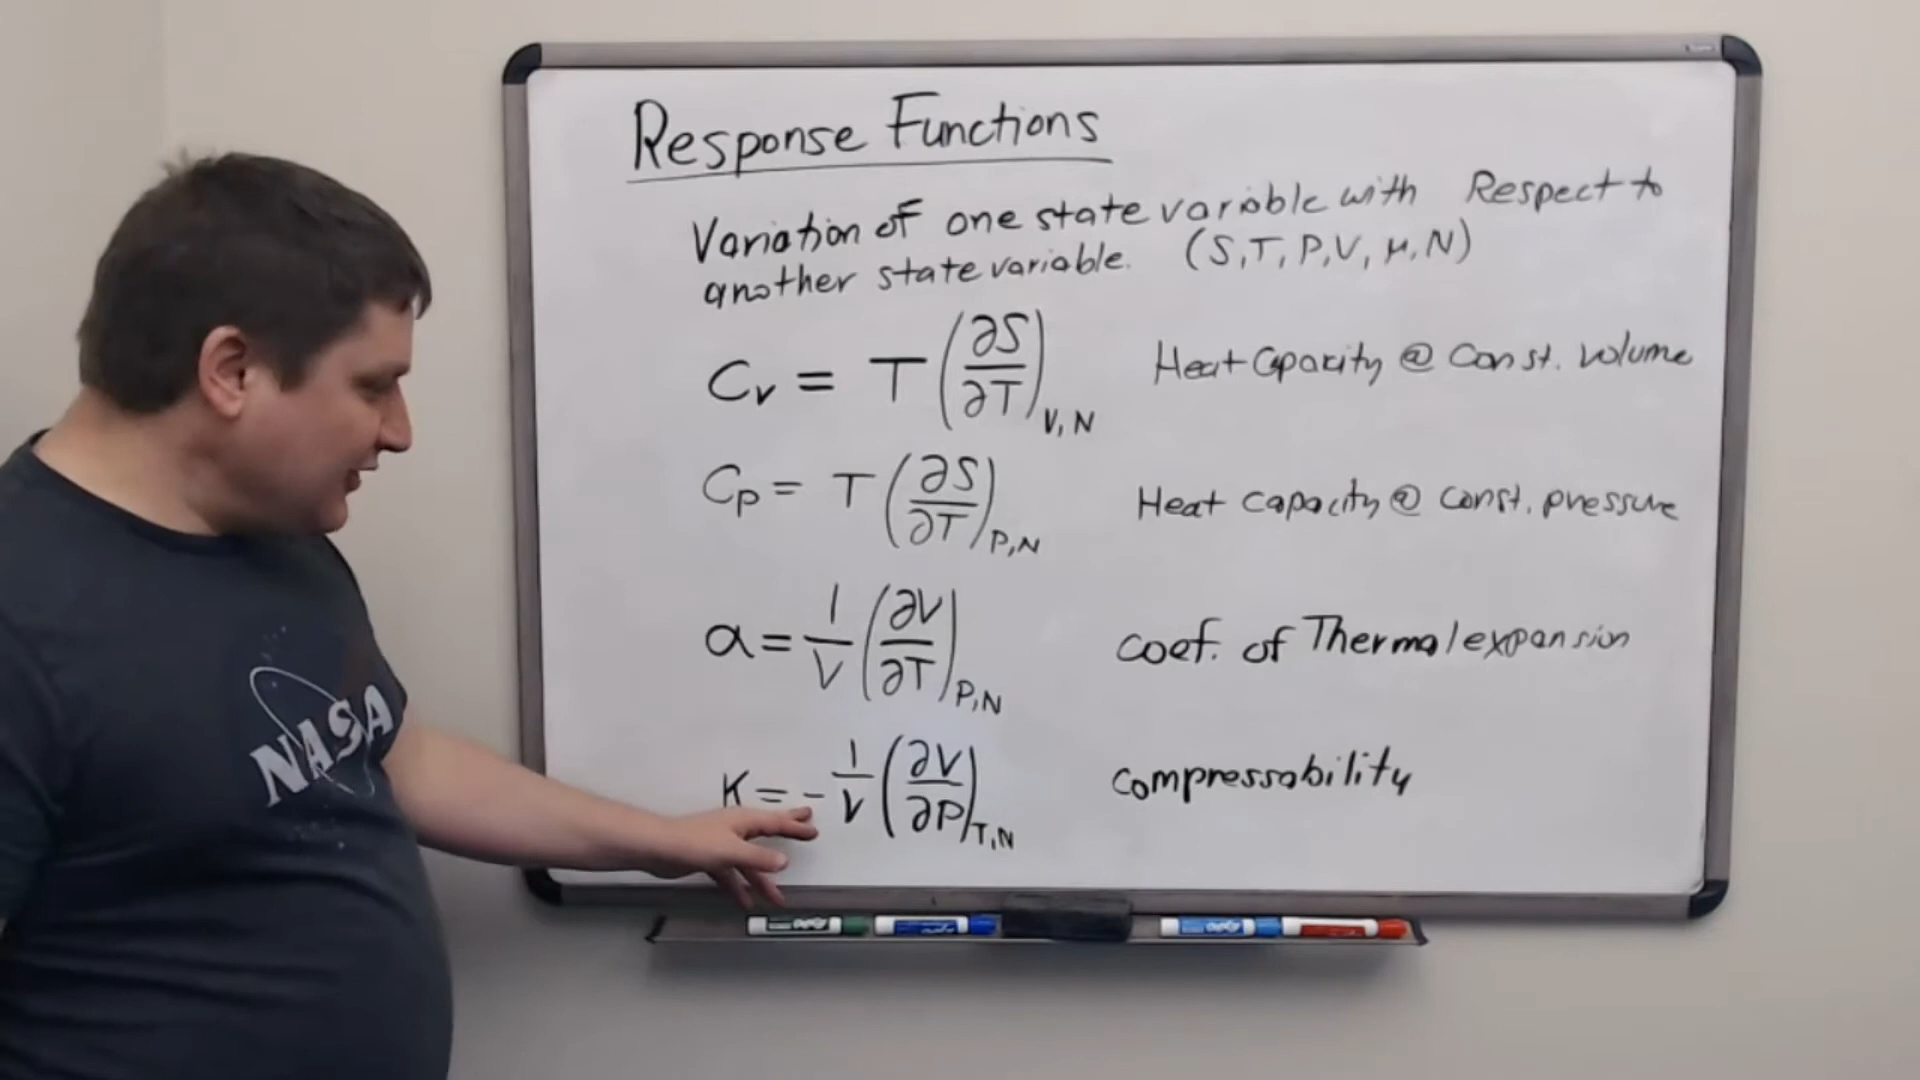 Response Functions
Variation of one state variable with Respect to
another state variable. (S, T, P, V, μ, N)
Cv = T (∂S/∂T)V,N Heat Capacity @ Const. volume
Cp = T (∂S/∂T)P,N Heat capacity @ const. pressure
α = 1/V (∂V/∂T)P,N coef. of Thermal expansion
K = - 1/V (∂V/∂P)T,N compressability
NASA
EXPO